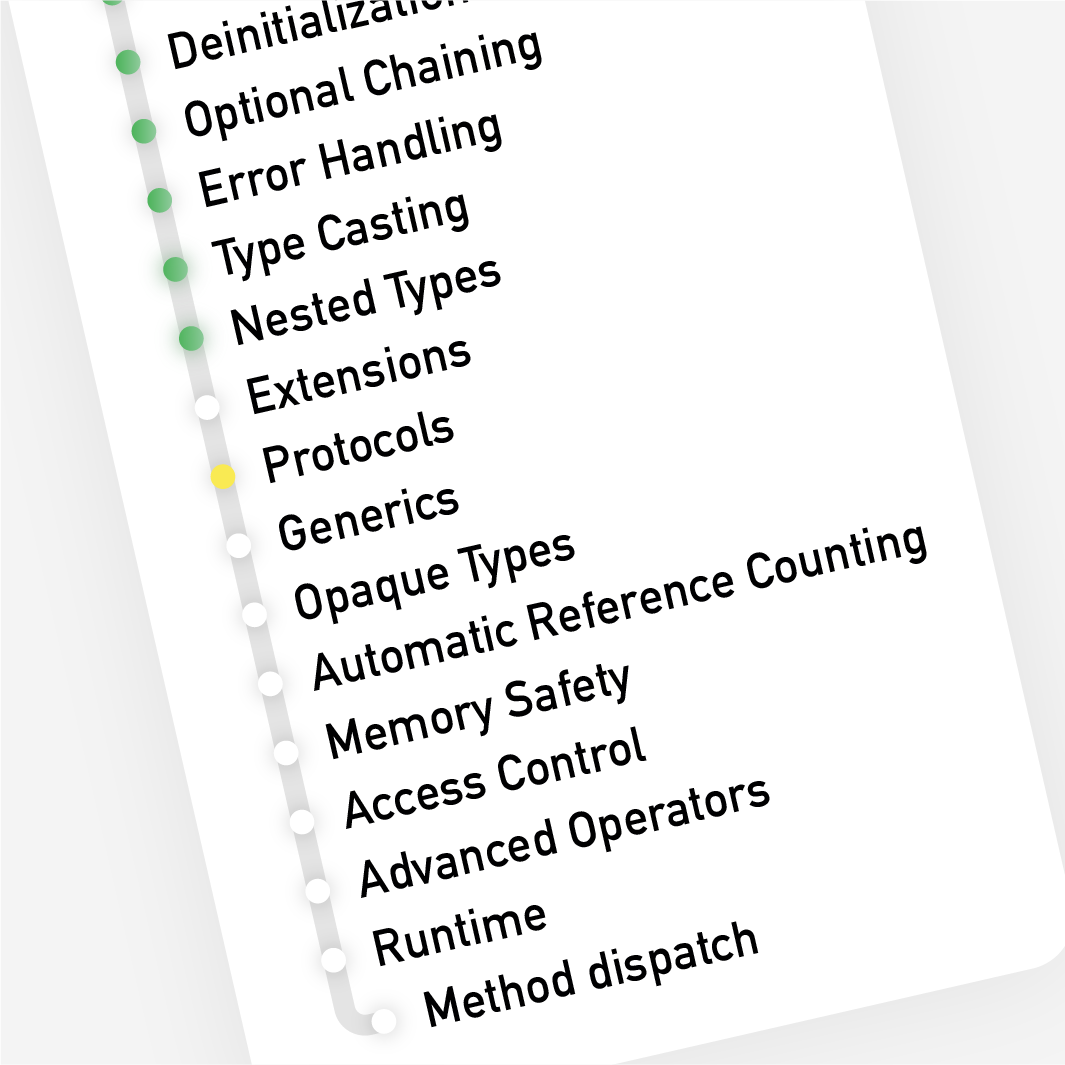 Deinitialization
Optional Chaining
Error Handling
Type Casting
Nested Types
Extensions
Protocols
Generics
Opaque Types
Automatic Reference Counting
Memory Safety
Access Control
Advanced Operators
Runtime
Method dispatch